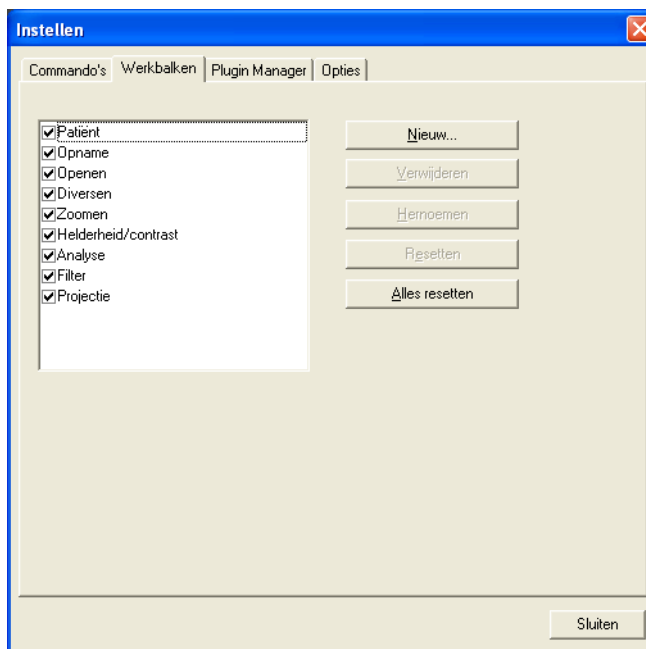 Instellen
Commando's Werkbalken Plugin Manager Opties
Patiënt
Opname
Openen
Diversen
Zoomen
Helderheid/contrast
Analyse
Filter
Projectie
Nieuw...
Verwijderen
Hernoemen
Resetten
Alles resetten
Sluiten